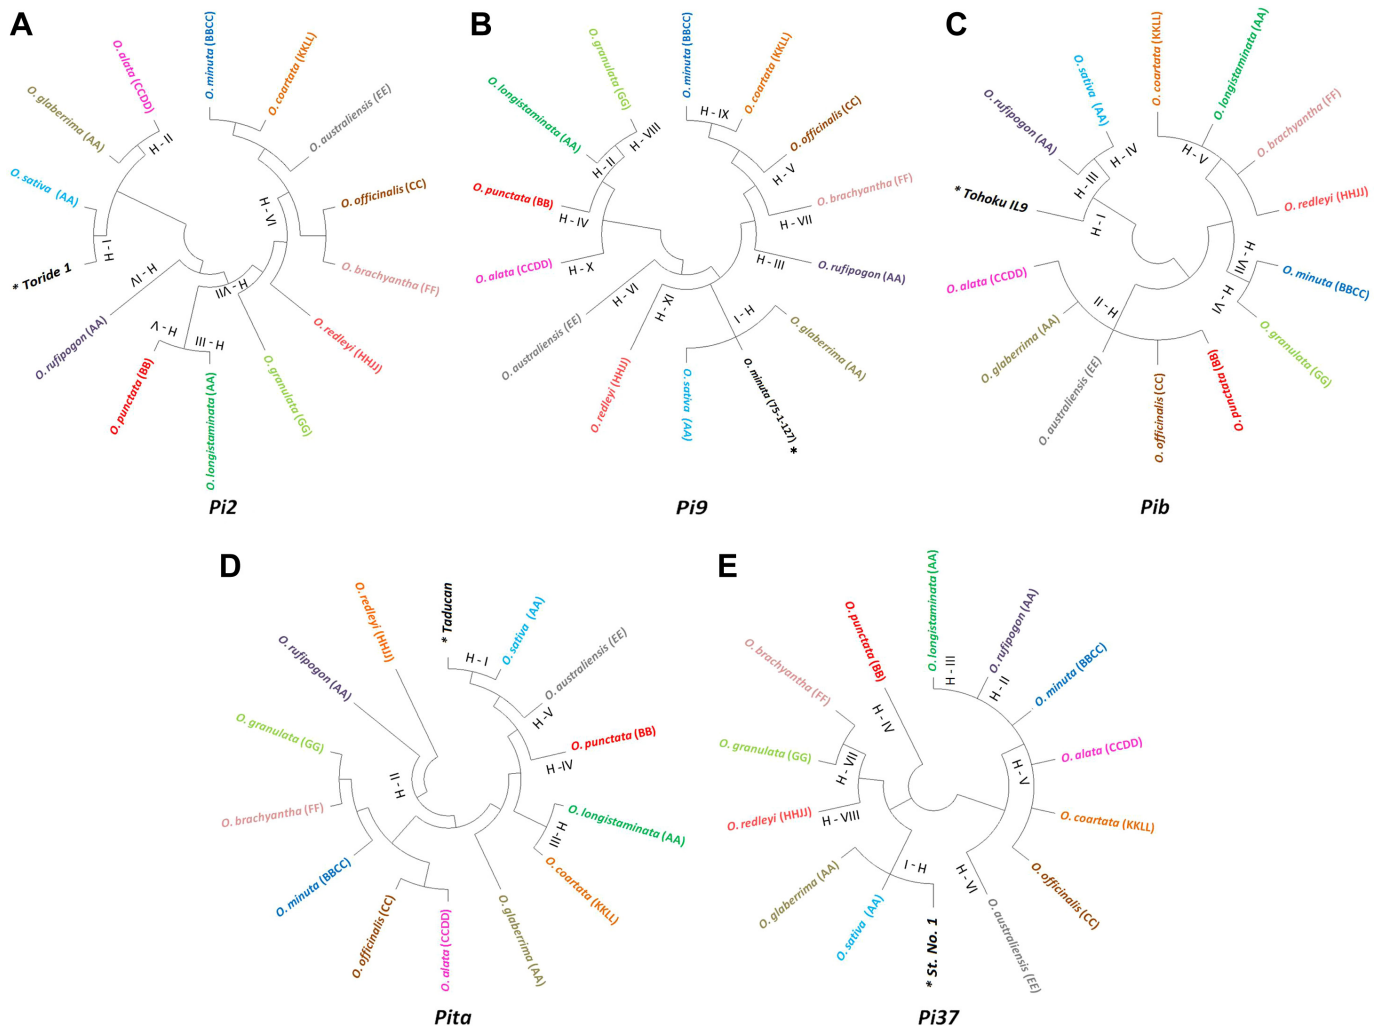 A
O. minuta (BBCC)
O. coartata (KKLL)
O. alata (CCDD)
O. australiensis (EE)
O. glaberrima (AA)
H - II
O. sativa (AA)
O. officinalis (CC)
H - VI
H - I
* Toride 1
O. brachyantha (FF)
H - IV
H - VII
O. rufipogon (AA)
H - V
H - III
O. redleyi (HHJJ)
O. punctata (BB)
O. longistaminata (AA)
O. granulata (GG)
Pi2
B
O. granulata (GG)
O. minuta (BBCC)
O. coartata (KKLL)
O. longistaminata (AA)
H - IX
H - VIII
O. officinalis (CC)
H - II
H - V
O. punctata (BB)
H - IV
O. brachyantha (FF)
H - VII
O. alata (CCDD)
H - X
H - III
O. rufipogon (AA)
H - VI
H - XI
H - I
O. australiensis (EE)
O. redleyi (HHJJ)
O. sativa (AA)
O. minuta (75-1-127) *
O. glaberrima (AA)
Pi9
C
O. coartata (KKLL)
O. longistaminata (AA)
O. sativa (AA)
O. rufipogon (AA)
O. brachyantha (FF)
H - IV
H - V
H - III
* Tohoku IL9
H - I
O. redleyi (HHJJ)
O. alata (CCDD)
H - VII
O. minuta (BBCC)
H - II
H - VI
O. glaberrima (AA)
O. australiensis (EE)
O. officinalis (CC)
O. punctata (BB)
O. granulata (GG)
Pib
D
O. redleyi (HHJJ)
* Taducan
O. sativa (AA)
H - I
O. rufipogon (AA)
O. australiensis (EE)
H - V
O. granulata (GG)
O. punctata (BB)
H -IV
H - II
O. brachyantha (FF)
O. longistaminata (AA)
H - III
O. minuta (BBCC)
O. coartata (KKLL)
O. officinalis (CC)
O. alata (CCDD)
O. glaberrima (AA)
Pita
E
O. longistaminata (AA)
O. punctata (BB)
O. rufipogon (AA)
H - III
H - II
O. brachyantha (FF)
O. minuta (BBCC)
H - IV
O. granulata (GG)
H - VII
O. alata (CCDD)
H - V
O. redleyi (HHJJ)
H - VIII
O. coartata (KKLL)
O. glaberrima (AA)
H - I
H - VI
O. officinalis (CC)
O. sativa (AA)
* St. No. 1
O. australiensis (EE)
Pi37